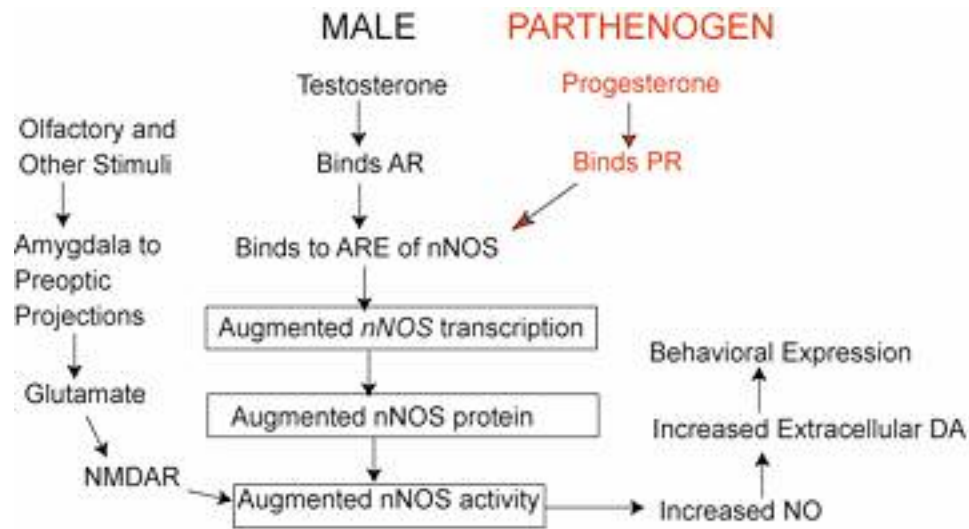 MALE
PARTHENOGEN
Testosterone
Progesterone
Olfactory and
Other Stimuli
Binds AR
Binds PR
Amygdala to
Preoptic
Projections
Binds to ARE of nNOS
Augmented nNOS transcription
Behavioral Expression
Glutamate
Augmented nNOS protein
Increased Extracellular DA
NMDAR
Augmented nNOS activity
Increased NO